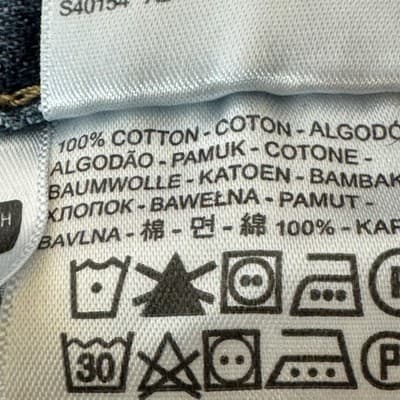 S40154
100% COTTON - COTON - ALGODÓ
ALGODÃO - PAMUK - COTONE -
BAUMWOLLE - KATOEN - BAMBAK
ХЛОПОК - BAWEŁNA - PAMUT -
BAVLNA - 棉 - 면 - 綿 100% - KAP
H
30
P